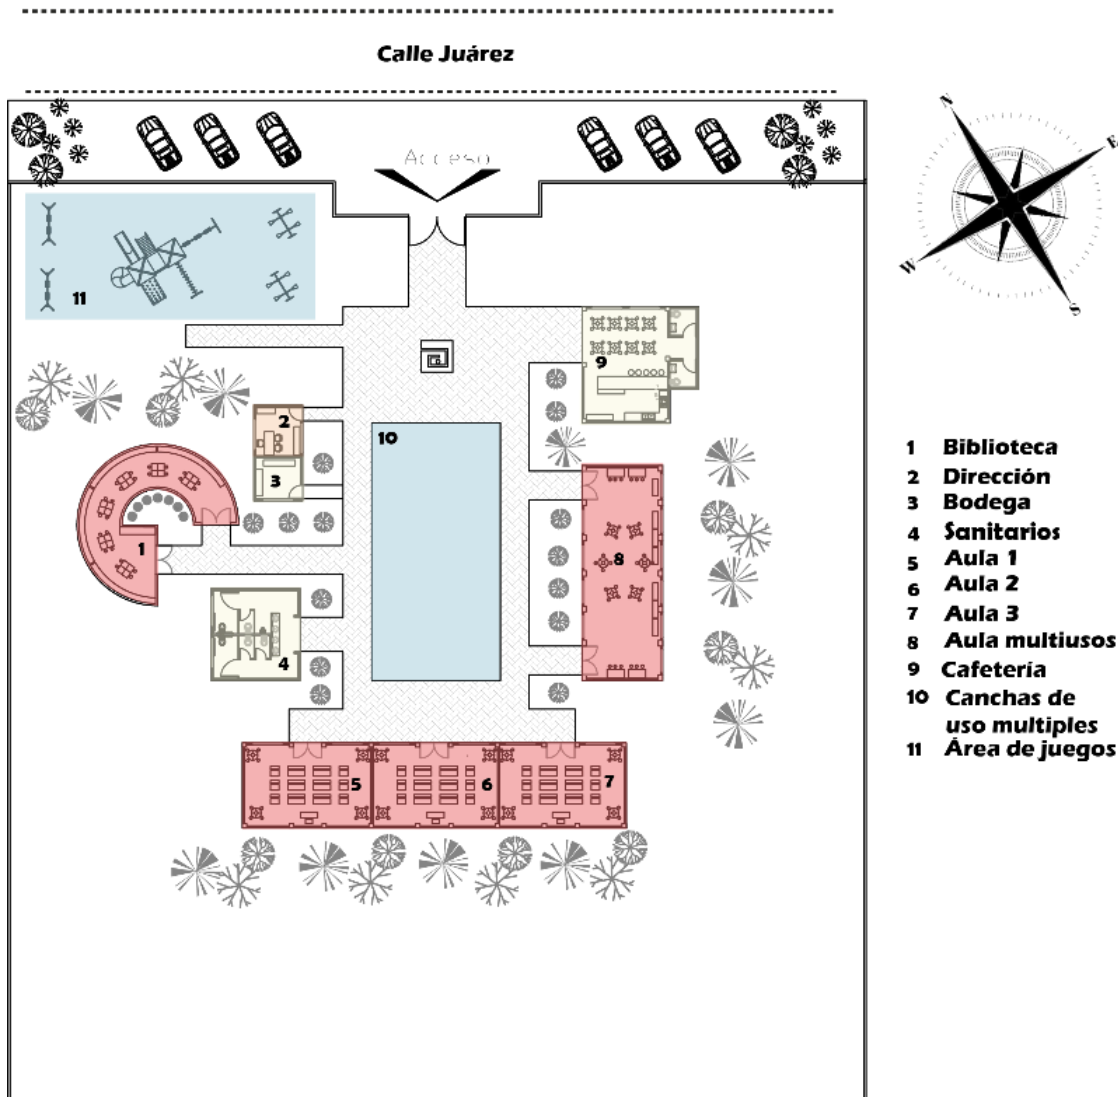 Calle Juárez
Acceso
N
E
W
S
11
9
2
10
3
1
8
4
5
6
7
1 Biblioteca
2 Dirección
3 Bodega
4 Sanitarios
5 Aula 1
6 Aula 2
7 Aula 3
8 Aula multiusos
9 Cafetería
10 Canchas de
uso multiples
11 Área de juegos